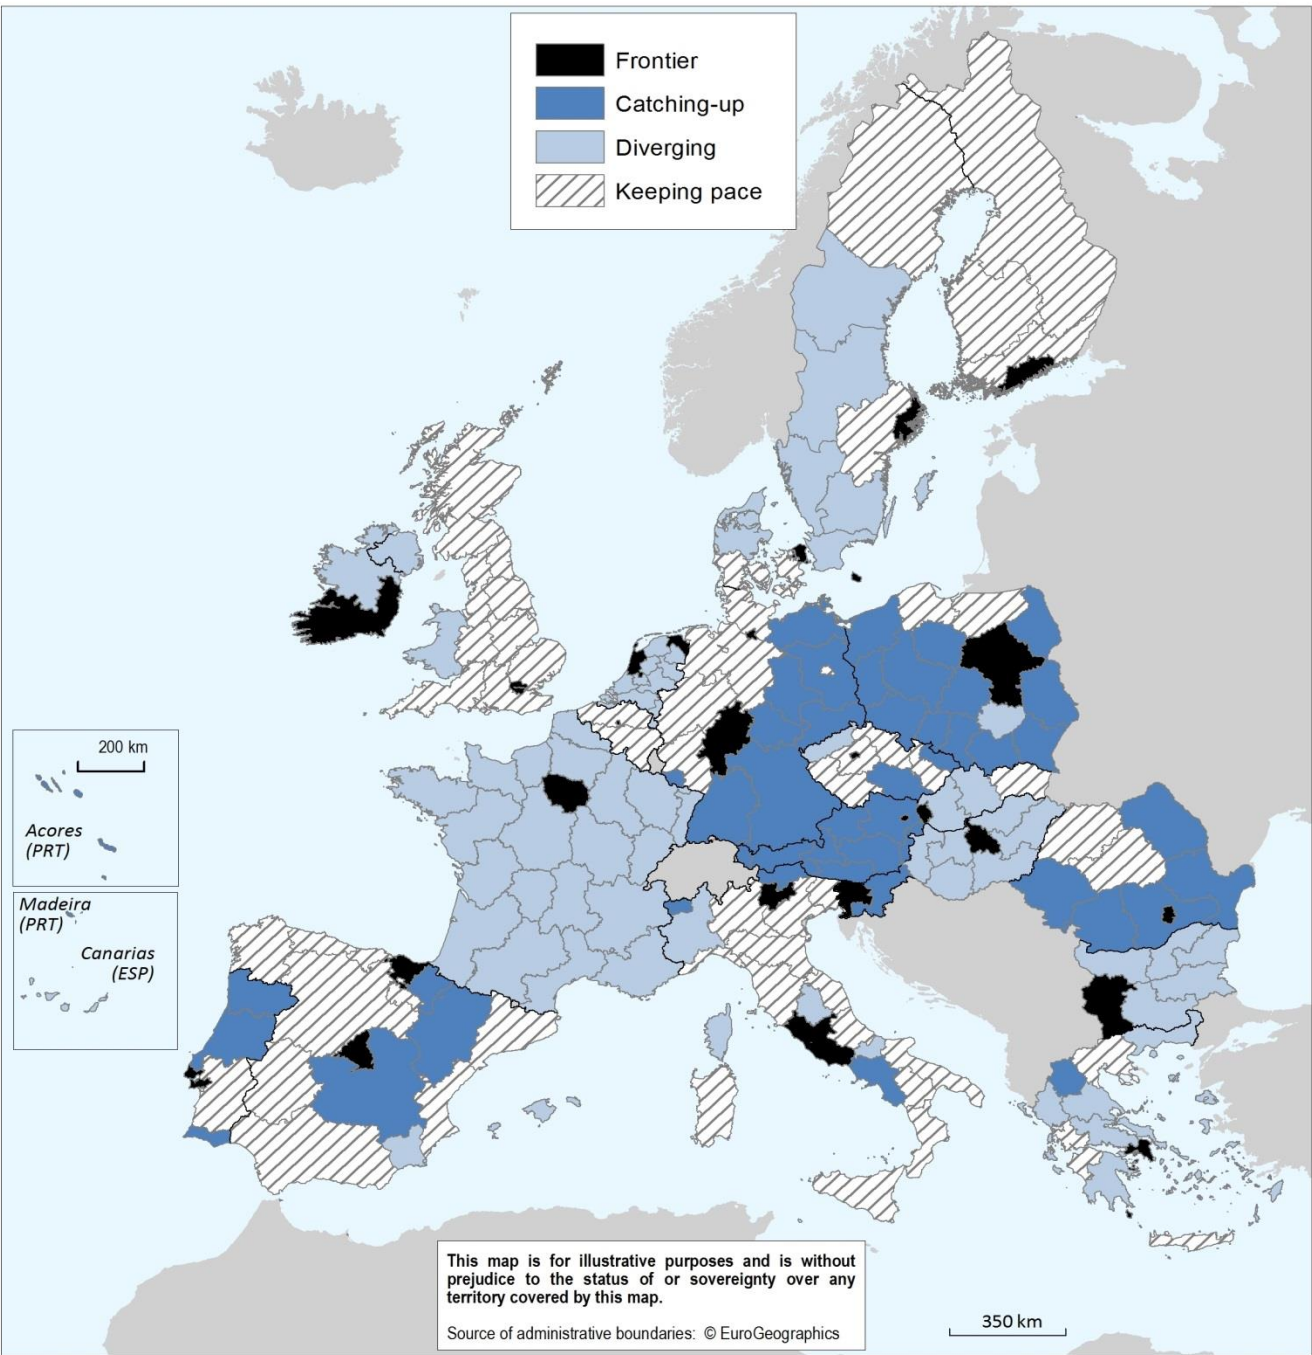 Frontier
Catching-up
Diverging
Keeping pace
200 km
Acores
(PRT)
Madeira
(PRT)
Canarias
(ESP)
This map is for illustrative purposes and is without
prejudice to the status of or sovereignty over any
territory covered by this map.
Source of administrative boundaries: © EuroGeographics
350 km